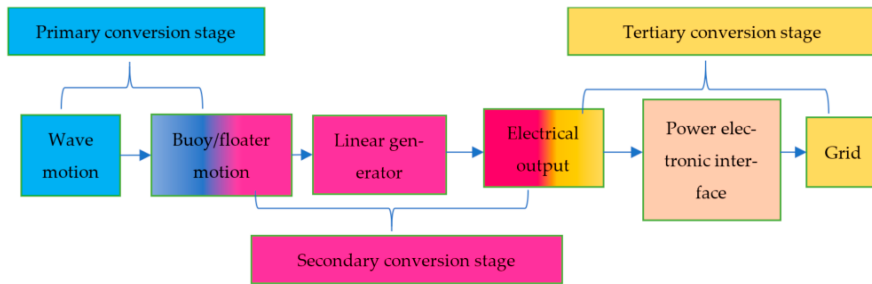 Primary conversion stage
Tertiary conversion stage
Wave
motion
Buoy/floater
motion
Linear gen-
erator
Electrical
output
Power elec-
tronic inter-
face
Grid
Secondary conversion stage